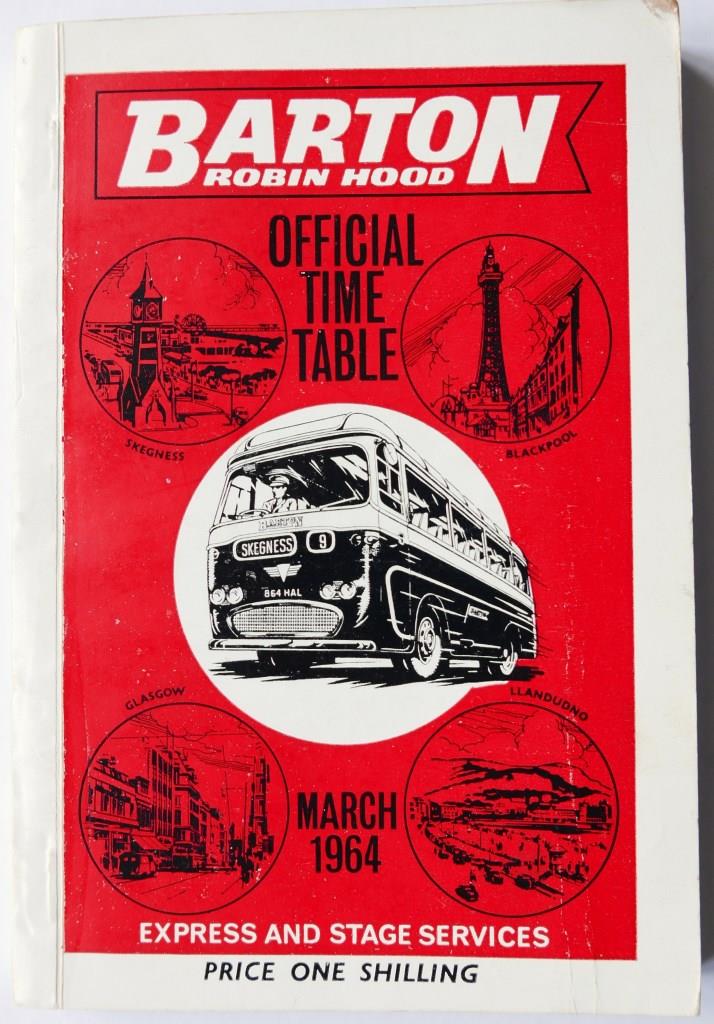 BARTON
ROBIN HOOD
OFFICIAL
TIME
TABLE
SKEGNESS
BLACKPOOL
BARTON
SKEGNESS 9
864 HAL
GLASGOW
LLANDUDNO
MARCH
1964
EXPRESS AND STAGE SERVICES
PRICE ONE SHILLING